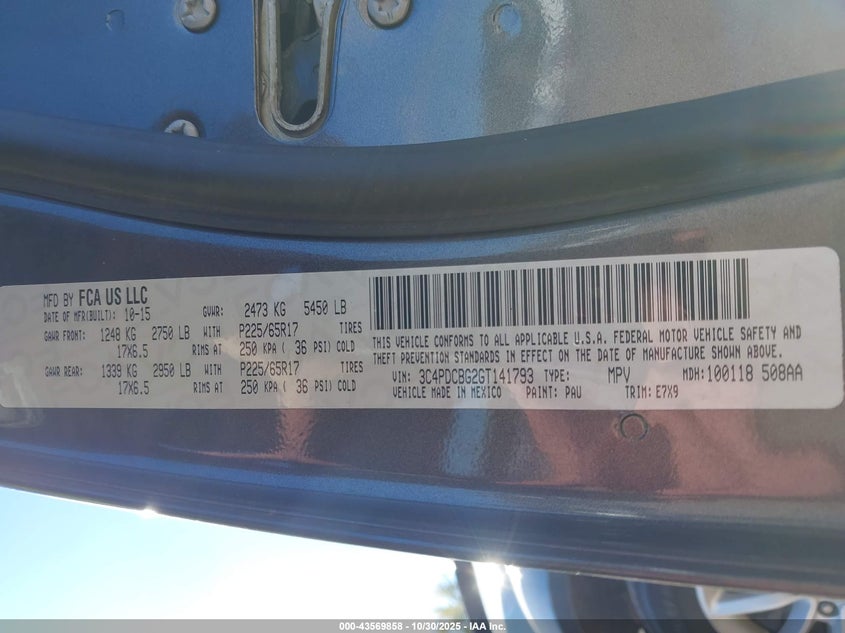 MFD BY FCA US LLC
DATE OF MFR(BUILT): 10-15 GVWR: 2473 KG 5450 LB
GAWR FRONT: 1248 KG 2750 LB WITH P225/65R17 TIRES
17X6.5 RIMS AT 250 KPA ( 36 PSI) COLD
GAWR REAR: 1339 KG 2950 LB WITH P225/65R17 TIRES
17X6.5 RIMS AT 250 KPA ( 36 PSI) COLD
THIS VEHICLE CONFORMS TO ALL APPLICABLE U.S.A. FEDERAL MOTOR VEHICLE SAFETY AND
THEFT PREVENTION STANDARDS IN EFFECT ON THE DATE OF MANUFACTURE SHOWN ABOVE.
VIN: 3C4PDCBG2GT141793 TYPE: MPV MDH:100118 508AA
VEHICLE MADE IN MEXICO PAINT: PAU TRIM: E7X9
000-43569858 - 10/30/2025 - IAA Inc.